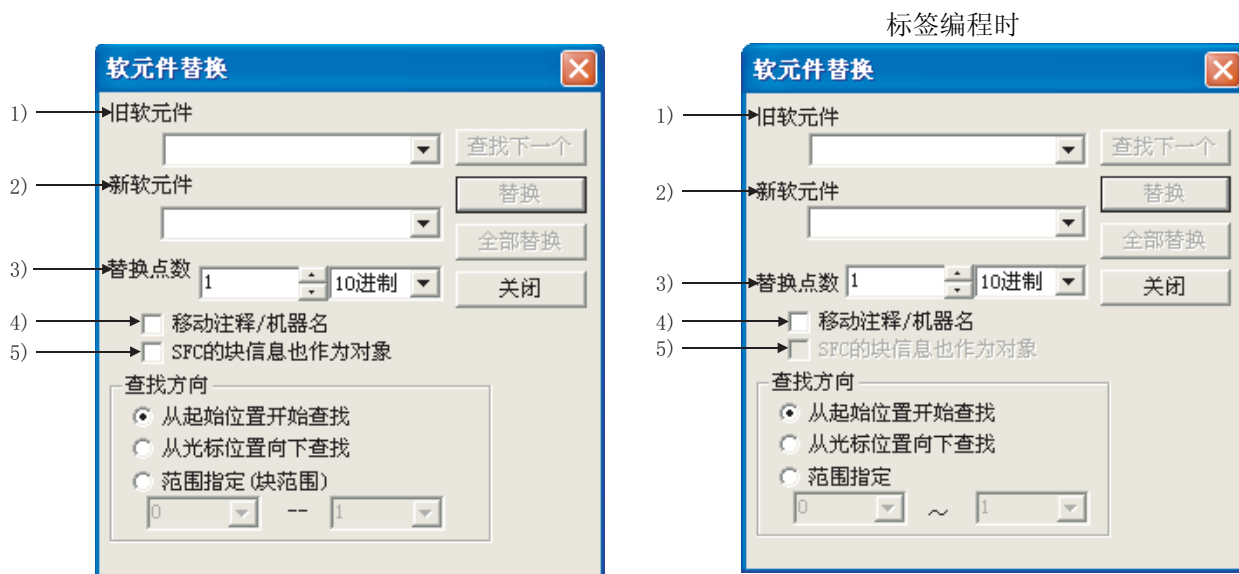 软元件替换
1) 旧软元件
查找下一个
2) 新软元件
替换
全部替换
3) 替换点数 1 10进制
关闭
4) 移动注释/机器名
5) SFC的块信息也作为对象
查找方向
从起始位置开始查找
从光标位置向下查找
范围指定(块范围)
0 -- 1
标签编程时
软元件替换
1) 旧软元件
查找下一个
2) 新软元件
替换
全部替换
3) 替换点数 1 10进制
关闭
4) 移动注释/机器名
5) SFC的块信息也作为对象
查找方向
从起始位置开始查找
从光标位置向下查找
范围指定
0 ~ 1